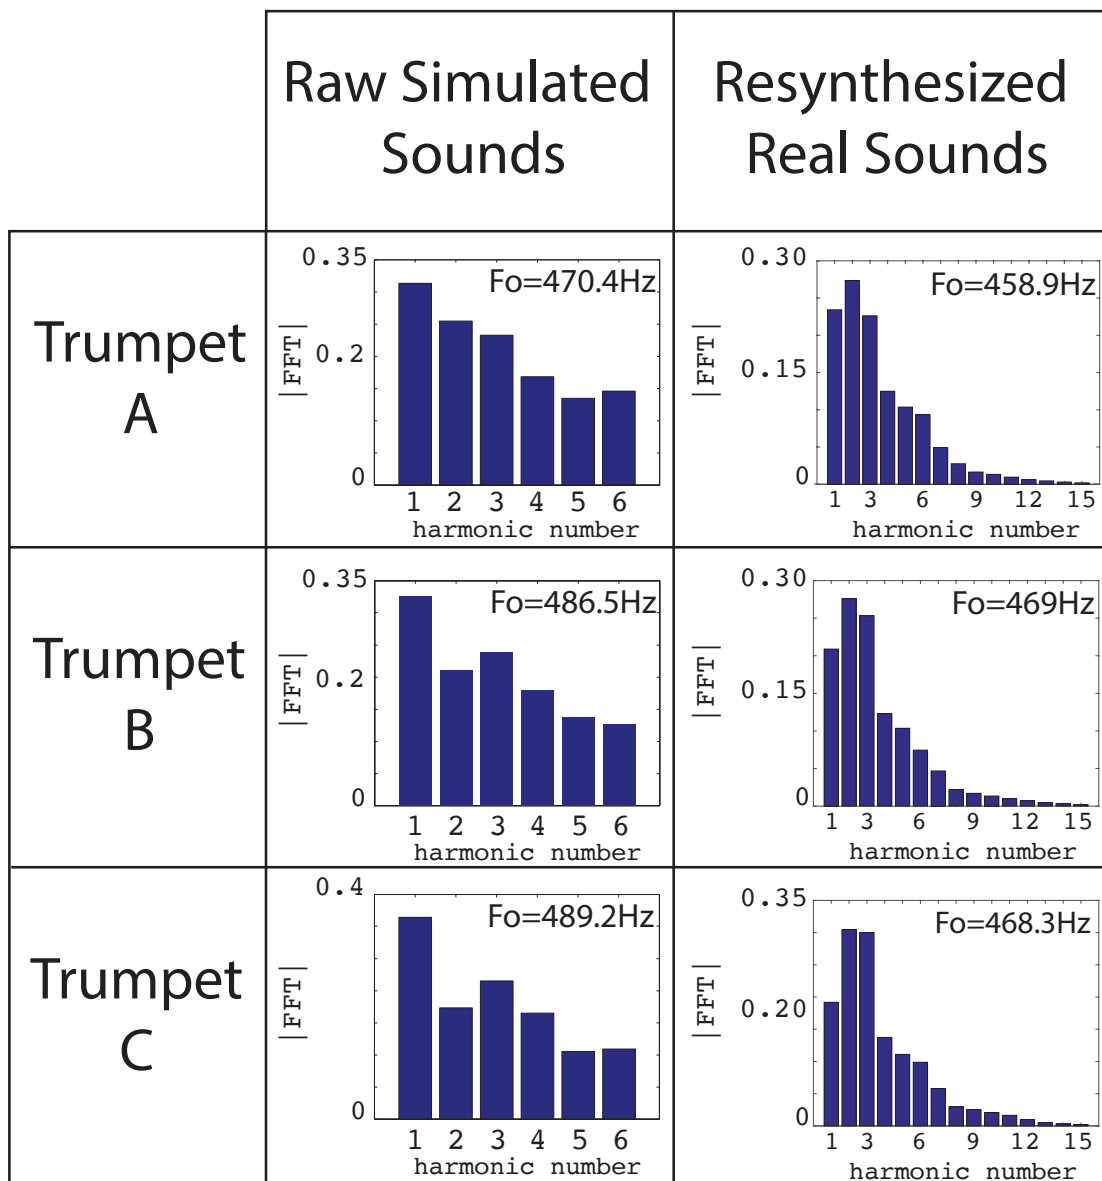 Raw Simulated
Sounds
Resynthesized
Real Sounds
Trumpet
A
0.35
0.2
0
|FFT|
Fo=470.4Hz
1 2 3 4 5 6
harmonic number
0.30
0.15
0
|FFT|
Fo=458.9Hz
1 3 6 9 12 15
harmonic number
Trumpet
B
0.35
0.2
0
|FFT|
Fo=486.5Hz
1 2 3 4 5 6
harmonic number
0.30
0.15
0
|FFT|
Fo=469Hz
1 3 6 9 12 15
harmonic number
Trumpet
C
0.4
0
|FFT|
Fo=489.2Hz
1 2 3 4 5 6
harmonic number
0.35
0.20
0
|FFT|
Fo=468.3Hz
1 3 6 9 12 15
harmonic number